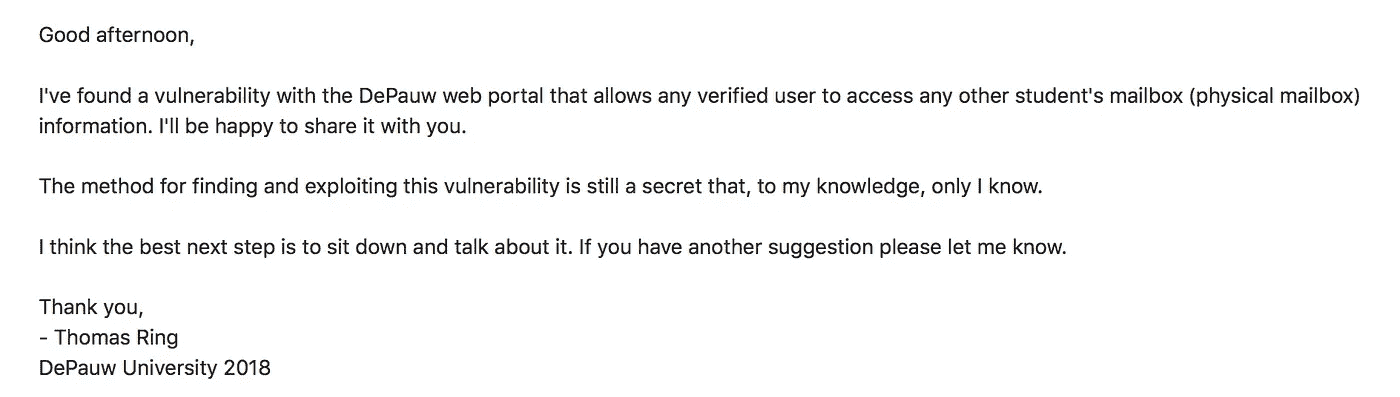 Good afternoon,
I've found a vulnerability with the DePauw web portal that allows any verified user to access any other student's mailbox (physical mailbox)
information. I'll be happy to share it with you.
The method for finding and exploiting this vulnerability is still a secret that, to my knowledge, only I know.
I think the best next step is to sit down and talk about it. If you have another suggestion please let me know.
Thank you,
- Thomas Ring
DePauw University 2018